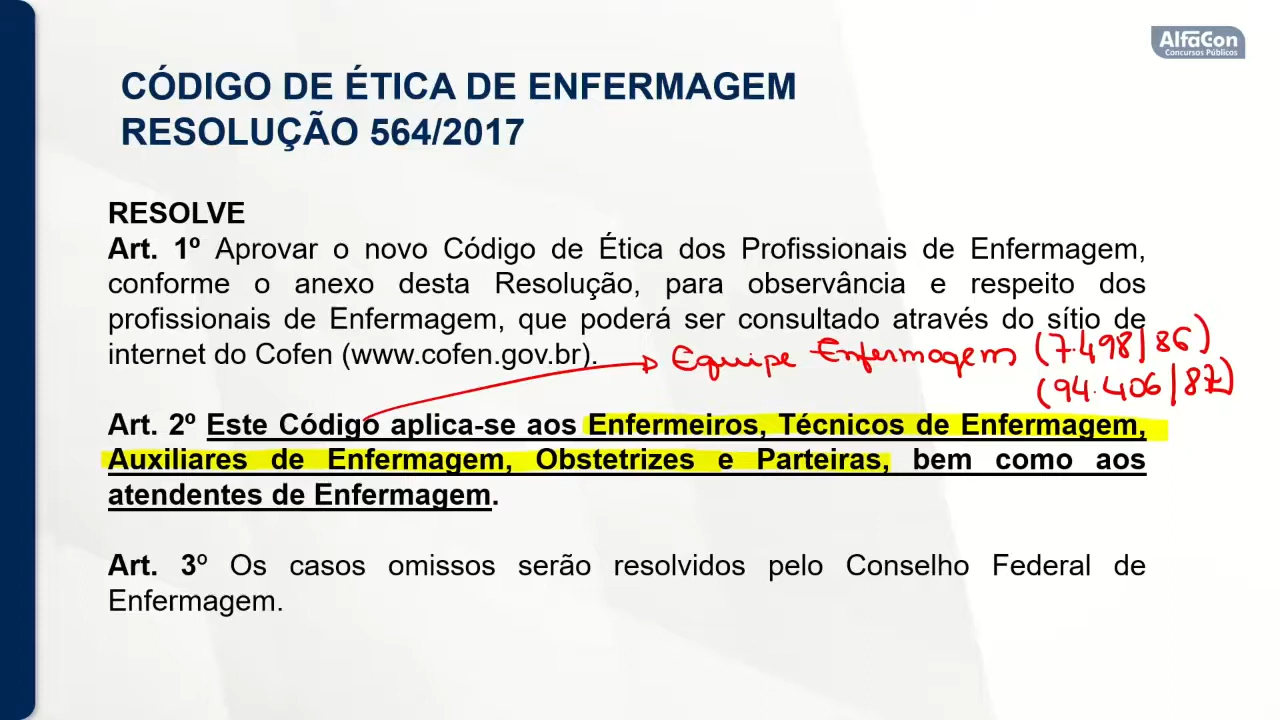 AlfaCon
Concursos Públicos
CÓDIGO DE ÉTICA DE ENFERMAGEM
RESOLUÇÃO 564/2017
RESOLVE
Art. 1º Aprovar o novo Código de Ética dos Profissionais de Enfermagem,
conforme o anexo desta Resolução, para observância e respeito dos
profissionais de Enfermagem, que poderá ser consultado através do sítio de
internet do Cofen (www.cofen.gov.br).
Equipe Enfermagem (7.498/86)
(94.406/87)
Art. 2º Este Código aplica-se aos Enfermeiros, Técnicos de Enfermagem,
Auxiliares de Enfermagem, Obstetrizes e Parteiras, bem como aos
atendentes de Enfermagem.
Art. 3º Os casos omissos serão resolvidos pelo Conselho Federal de
Enfermagem.